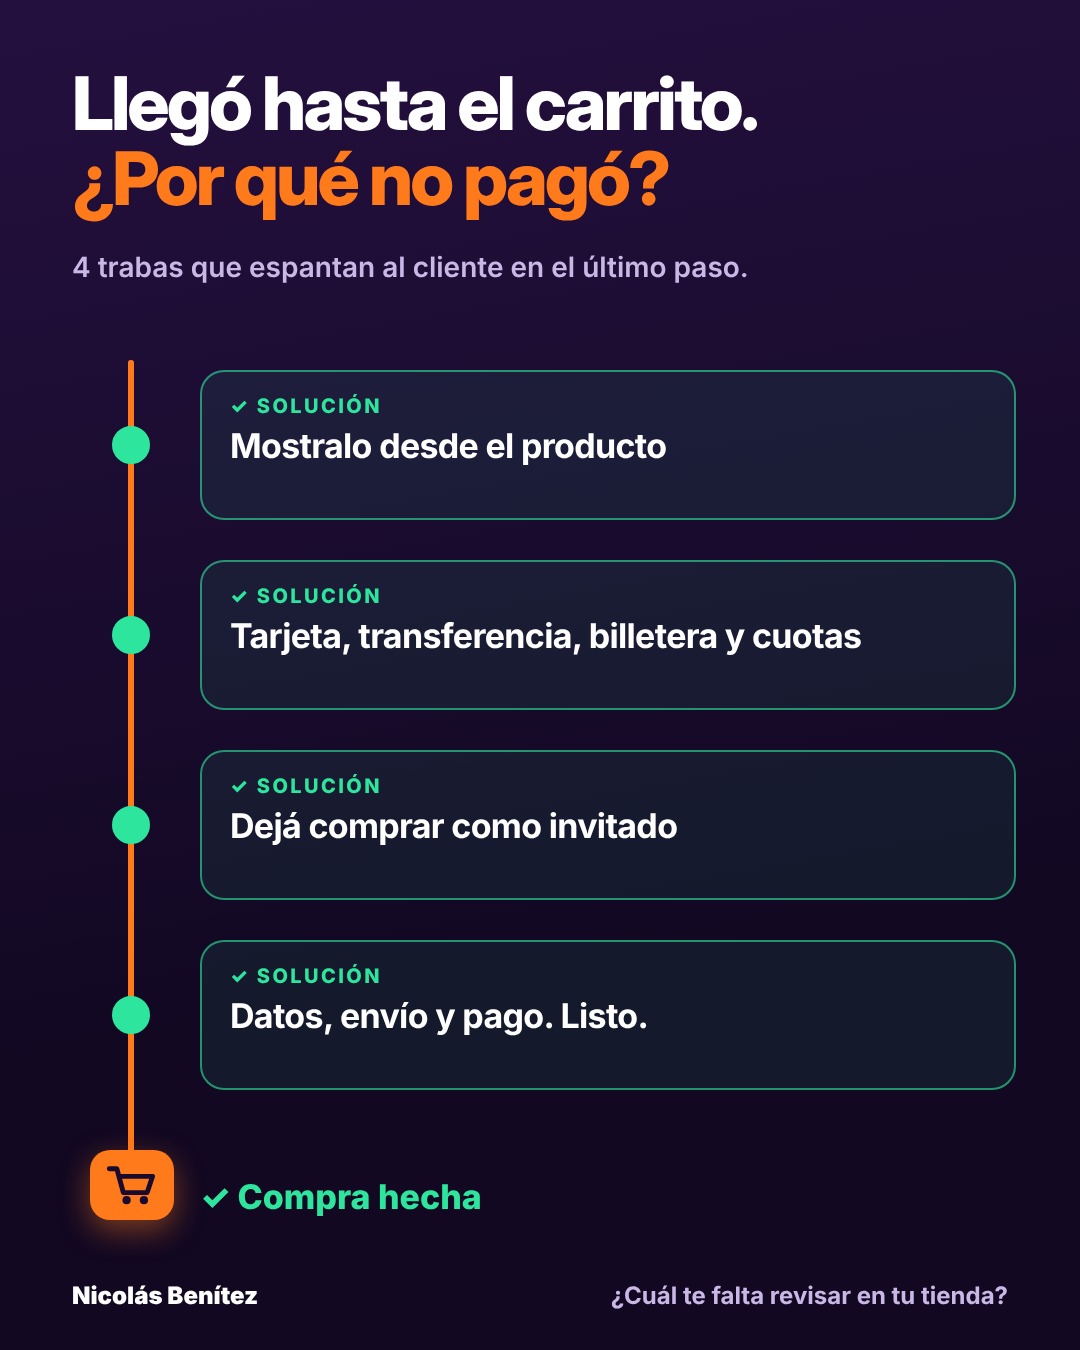 Llegó hasta el carrito.
¿Por qué no pagó?
4 trabas que espantan al cliente en el último paso.
✓ SOLUCIÓN
Mostralo desde el producto
✓ SOLUCIÓN
Tarjeta, transferencia, billetera y cuotas
✓ SOLUCIÓN
Dejá comprar como invitado
✓ SOLUCIÓN
Datos, envío y pago. Listo.
✓ Compra hecha
Nicolás Benítez
¿Cuál te falta revisar en tu tienda?